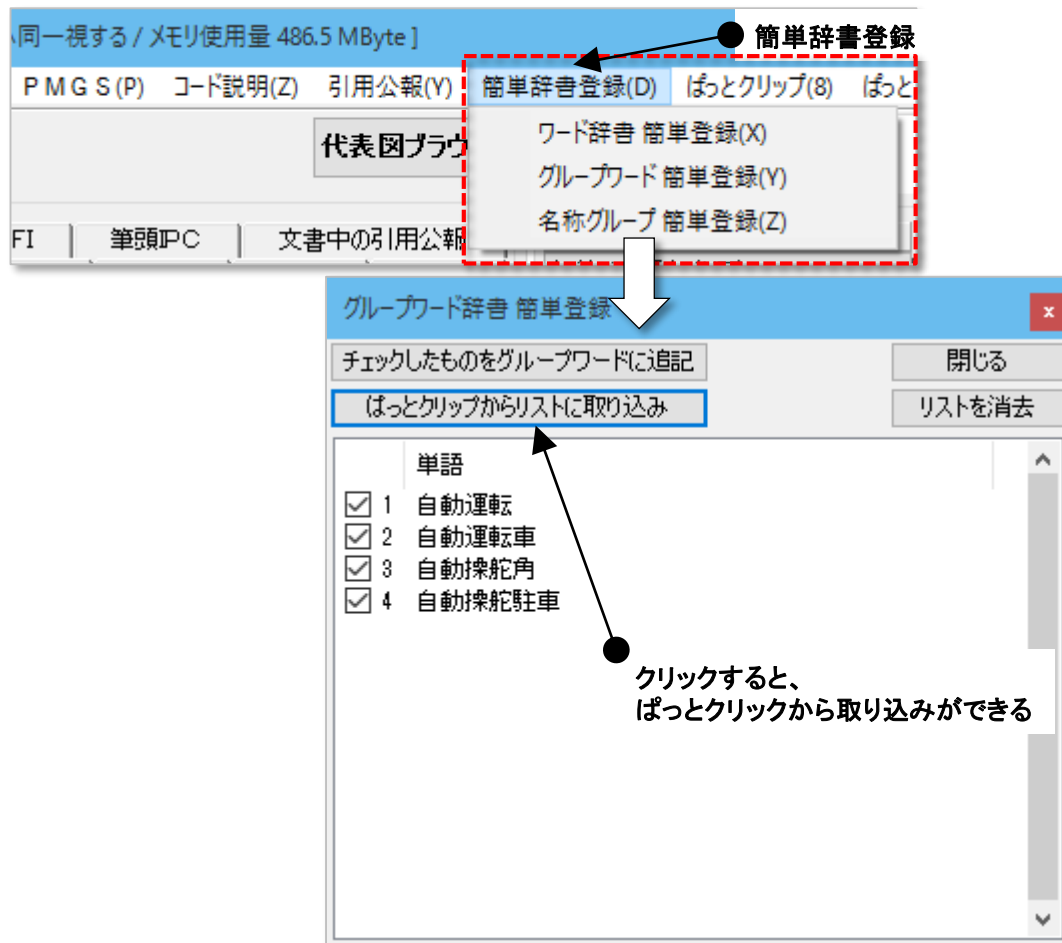 同一視する / メモリ使用量 486.5 MByte ]
簡単辞書登録
PMGS(P) コード説明(Z) 引用公報(Y) 簡単辞書登録(D) ぱっとクリップ(8) ぱっと
代表図ブラウ
ワード辞書 簡単登録(X)
グループワード 簡単登録(Y)
名称グループ 簡単登録(Z)
FI 筆頭IPC 文書中の引用公報
グループワード辞書 簡単登録
x
チェックしたものをグループワードに追記 閉じる
ぱっとクリップからリストに取り込み リストを消去
単語
1 自動運転
2 自動運転車
3 自動操舵角
4 自動操舵駐車
クリックすると、
ぱっとクリックから取り込みができる